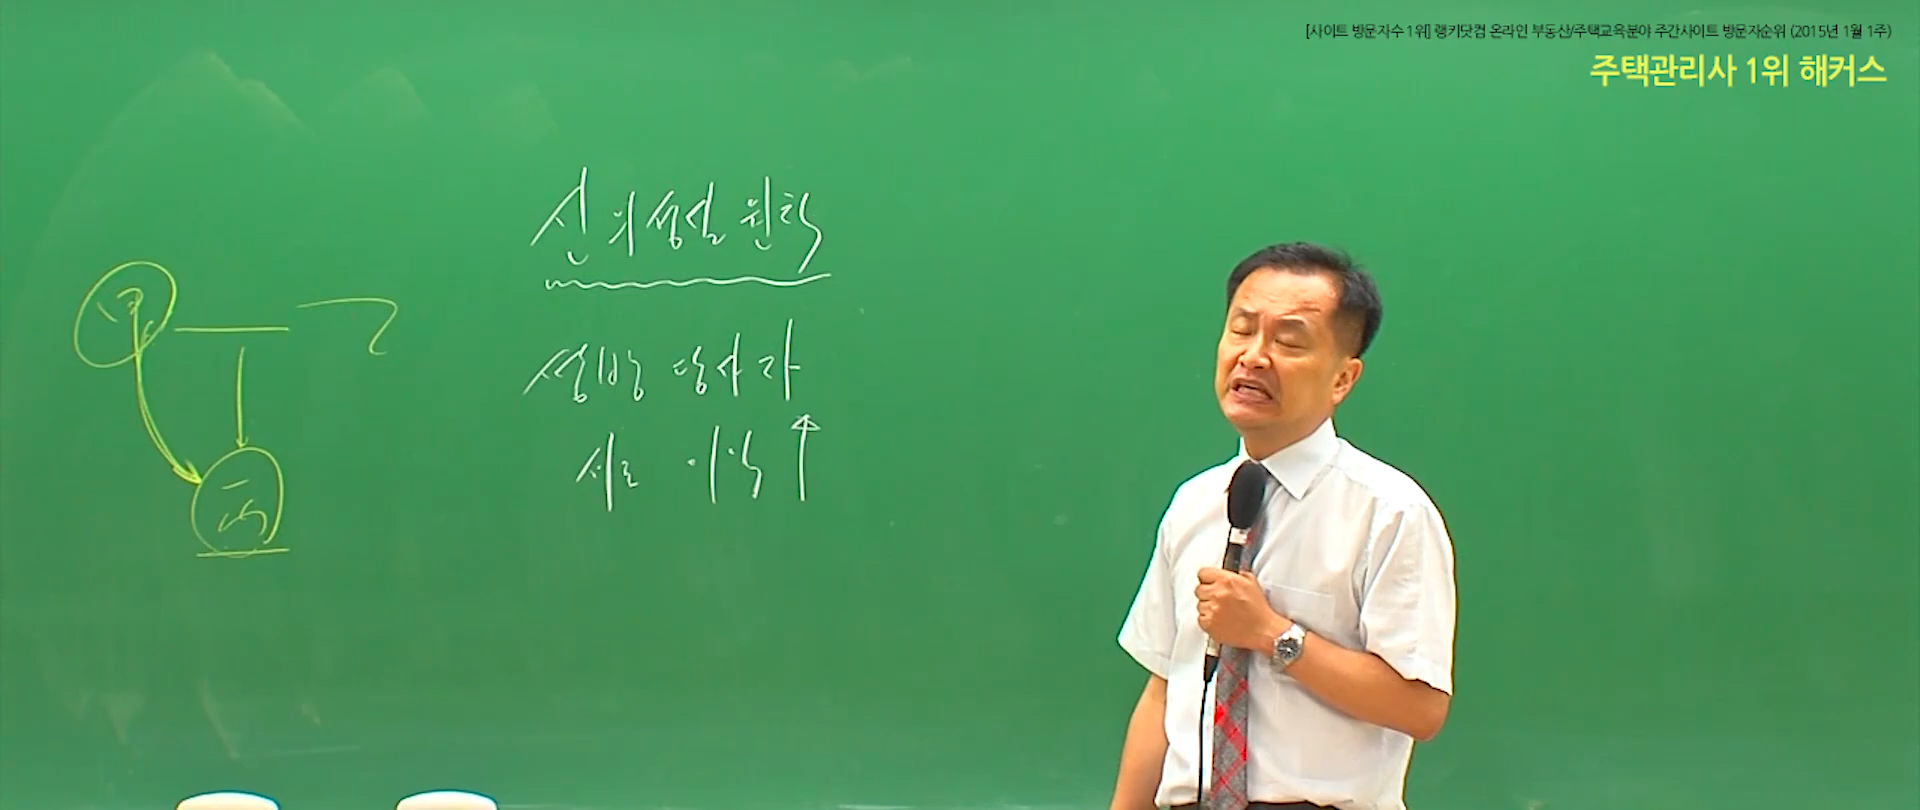 [사이트 방문자수 1위] 랭키닷컴 온라인 부동산/주택교육분야 주간사이트 방문자순위 (2015년 1월 1주)
주택관리사 1위 해커스
신의성실 원칙
쌍방 당사자
서로 이익 ↑